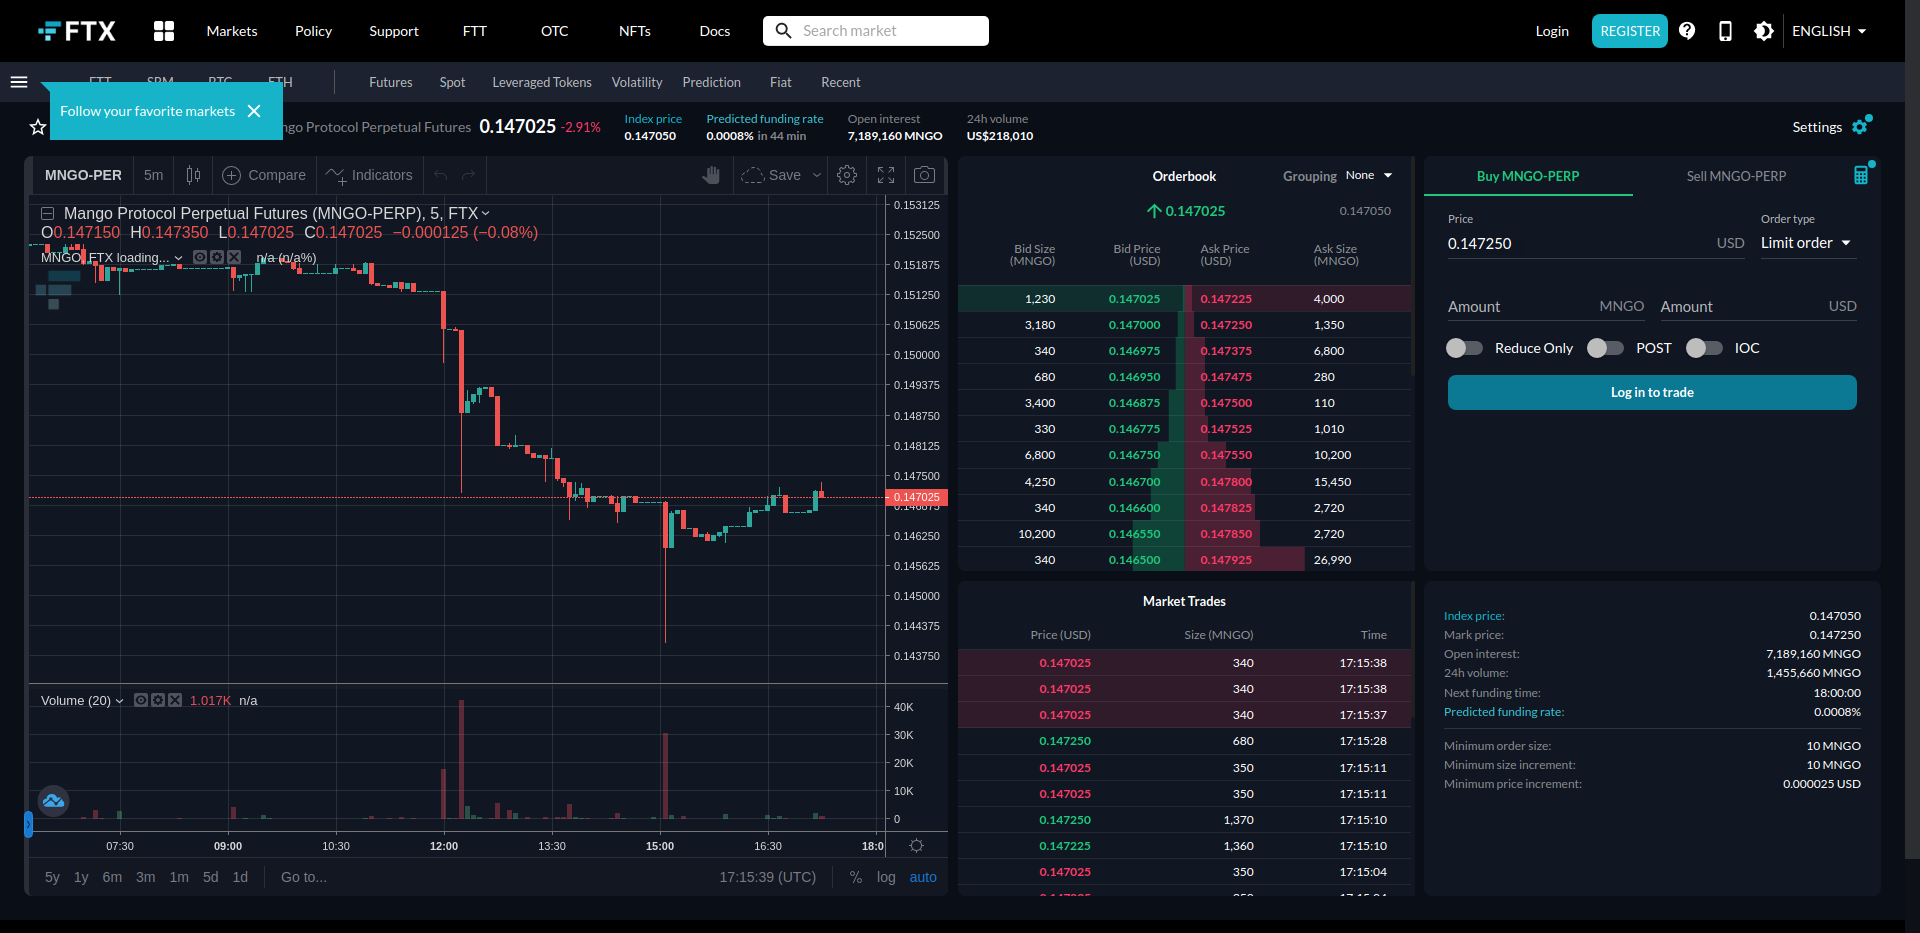 FTX Markets Policy Support FTT OTC NFTs Docs Search market Login REGISTER ENGLISH
Futures Spot Leveraged Tokens Volatility Prediction Fiat Recent
Follow your favorite markets
Protocol Perpetual Futures 0.147025 -2.91%
Index price
0.147050
Predicted funding rate
0.0008% in 44 min
Open interest
7,189,160 MNGO
24h volume
US$218,010
Settings
MNGO-PER 5m Compare Indicators Save
Mango Protocol Perpetual Futures (MNGO-PERP), 5, FTX
O0.147150 H0.147350 L0.147025 C0.147025 −0.000125 (−0.08%)
MNGO, FTX loading... n/a (n/a%)
0.153125
0.152500
0.151875
0.151250
0.150625
0.150000
0.149375
0.148750
0.148125
0.147500
0.147025
0.146875
0.146250
0.145625
0.145000
0.144375
0.143750
Volume (20) 1.017K n/a
40K
30K
20K
10K
0
07:30 09:00 10:30 12:00 13:30 15:00 16:30 18:0
5y 1y 6m 3m 1m 5d 1d Go to... 17:15:39 (UTC) % log auto
Orderbook Grouping None
0.147025 0.147050
Bid Size (MNGO) Bid Price (USD) Ask Price (USD) Ask Size (MNGO)
1,230 0.147025 0.147225 4,000
3,180 0.147000 0.147250 1,350
340 0.146975 0.147375 6,800
680 0.146950 0.147475 280
3,400 0.146875 0.147500 110
330 0.146775 0.147525 1,010
6,800 0.146750 0.147550 10,200
4,250 0.146700 0.147800 15,450
340 0.146600 0.147825 2,720
10,200 0.146550 0.147850 2,720
340 0.146500 0.147925 26,990
Market Trades
Price (USD) Size (MNGO) Time
0.147025 340 17:15:38
0.147025 340 17:15:38
0.147025 340 17:15:37
0.147250 680 17:15:28
0.147025 350 17:15:11
0.147025 350 17:15:11
0.147250 1,370 17:15:10
0.147225 1,360 17:15:10
0.147025 350 17:15:04
Buy MNGO-PERP Sell MNGO-PERP
Price Order type
0.147250 USD Limit order
Amount MNGO Amount USD
Reduce Only POST IOC
Log in to trade
Index price: 0.147050
Mark price: 0.147250
Open interest: 7,189,160 MNGO
24h volume: 1,455,660 MNGO
Next funding time: 18:00:00
Predicted funding rate: 0.0008%
Minimum order size: 10 MNGO
Minimum size increment: 10 MNGO
Minimum price increment: 0.000025 USD